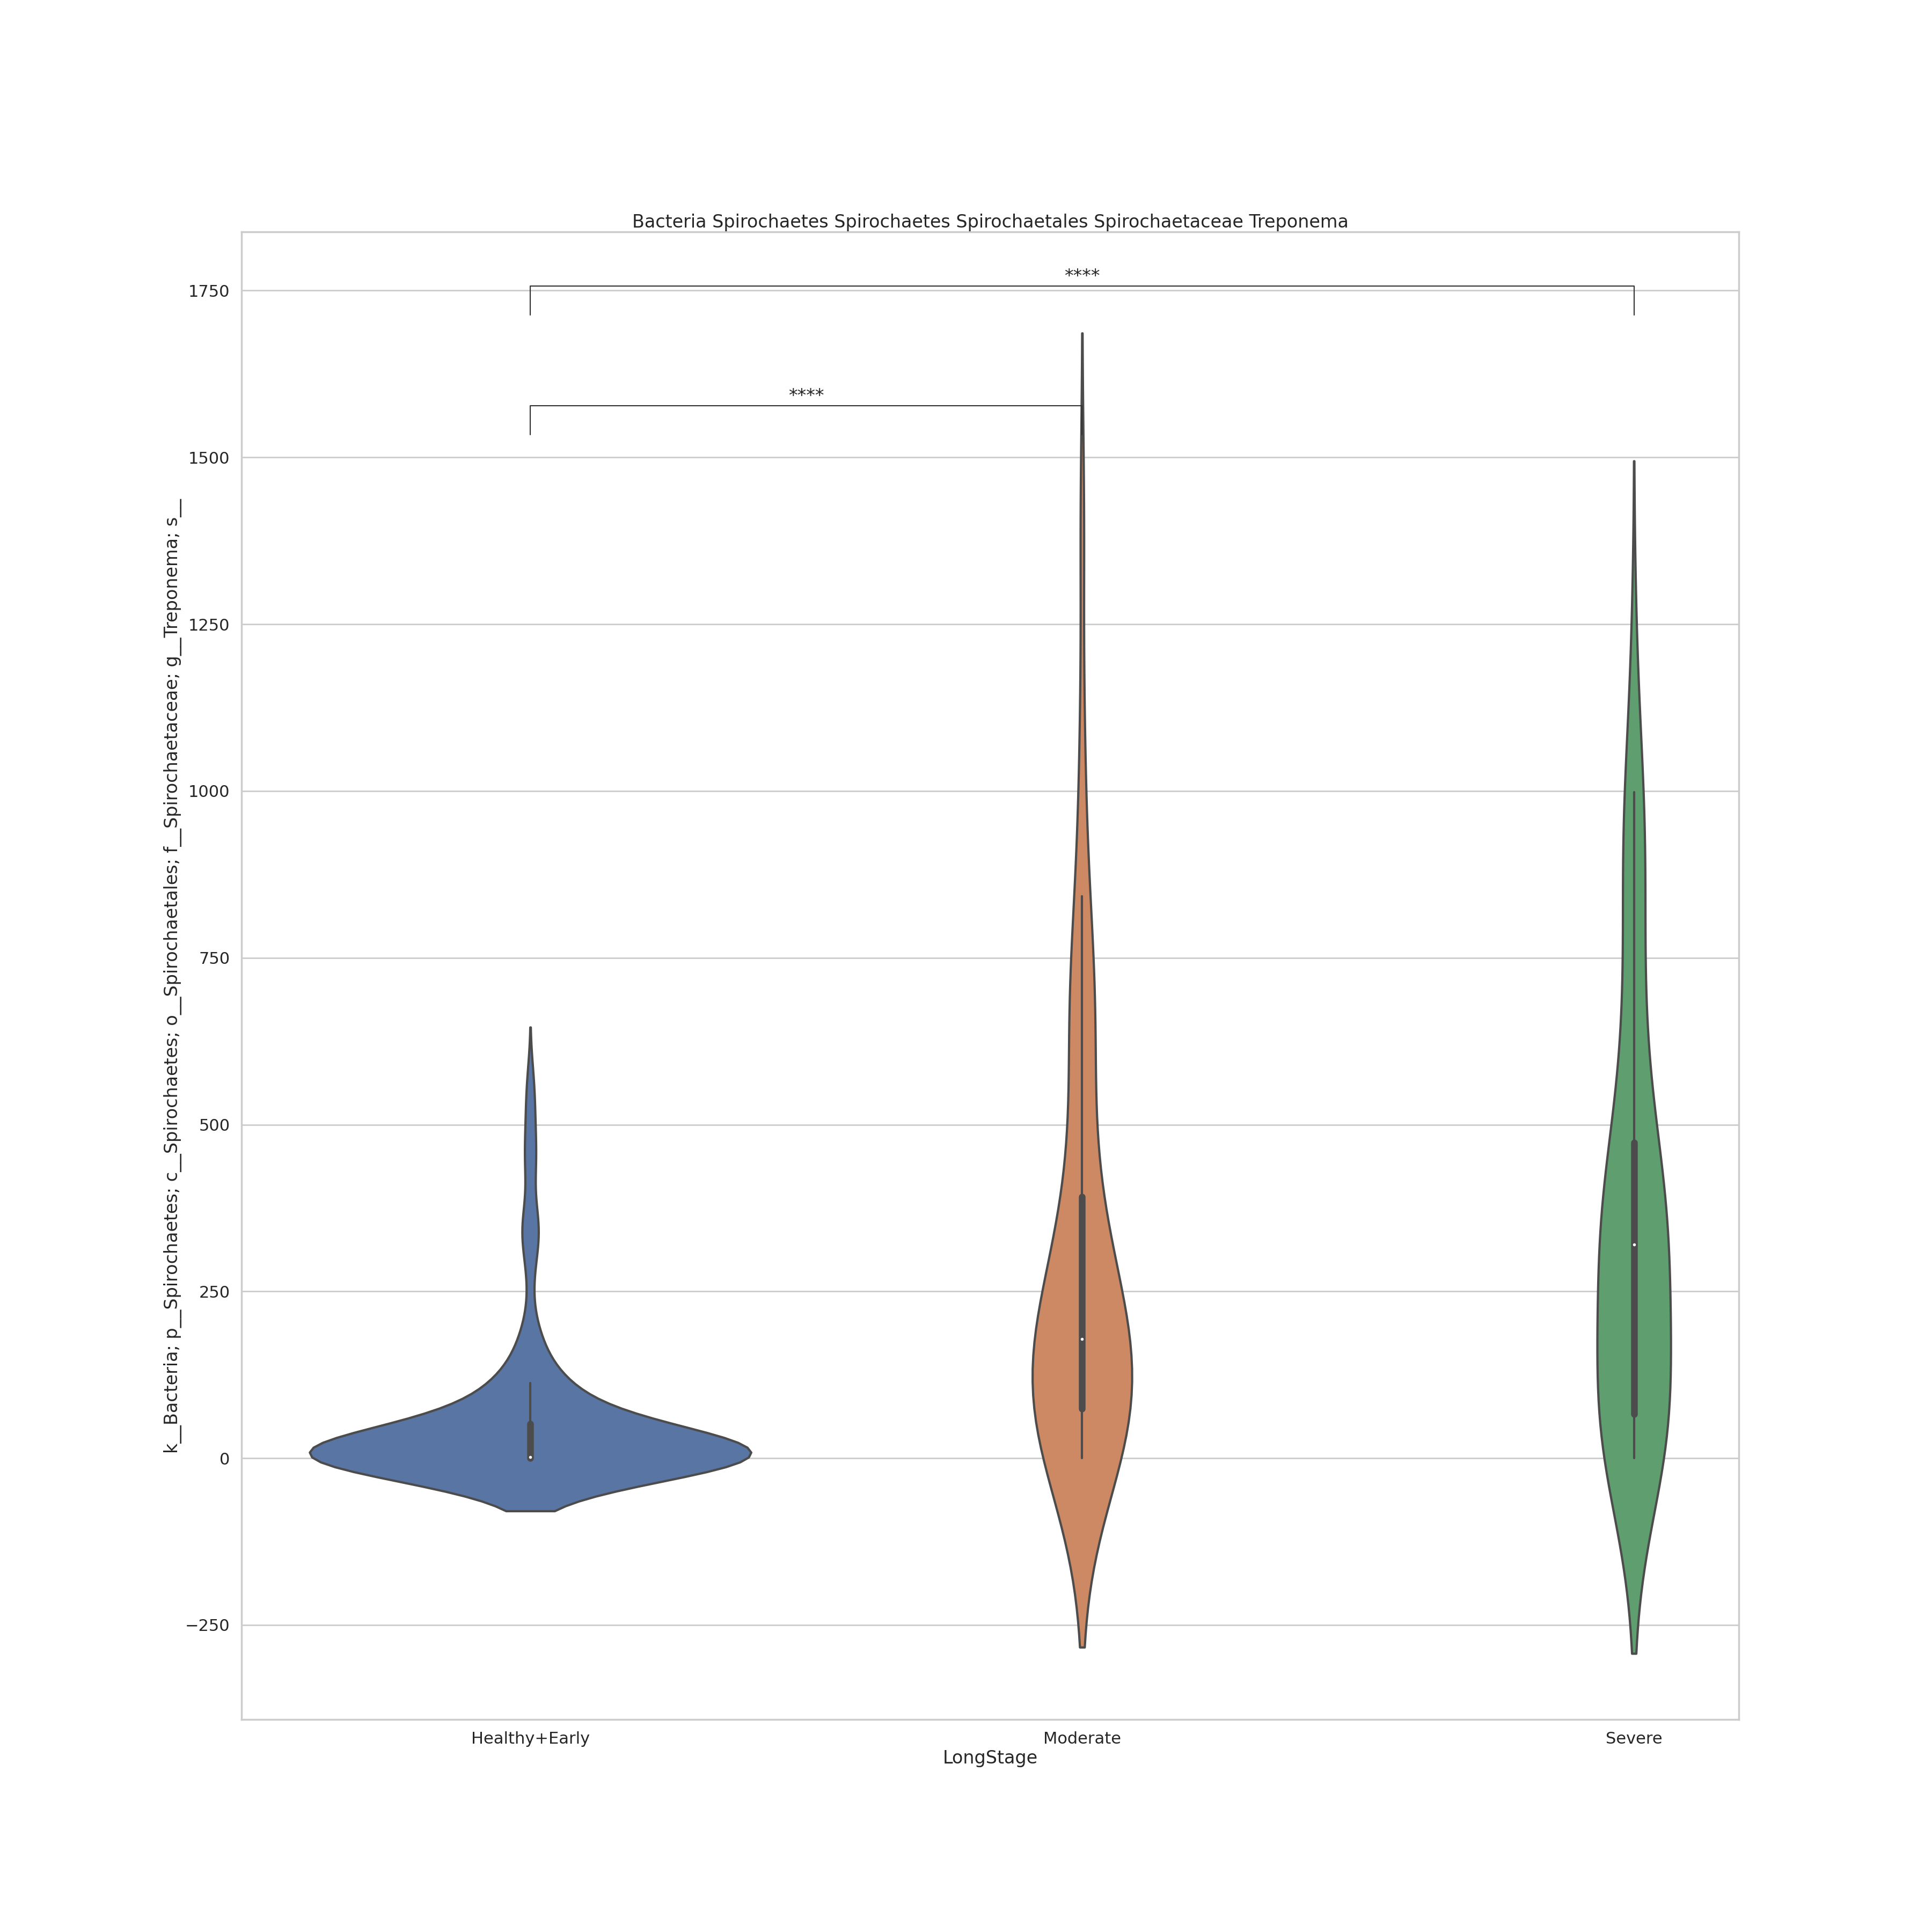 Bacteria Spirochaetes Spirochaetes Spirochaetales Spirochaetaceae Treponema
****
****
1750
1500
1250
1000
750
500
250
0
−250
k__Bacteria; p__Spirochaetes; c__Spirochaetes; o__Spirochaetales; f__Spirochaetaceae; g__Treponema; s__
Healthy+Early
Moderate
Severe
LongStage